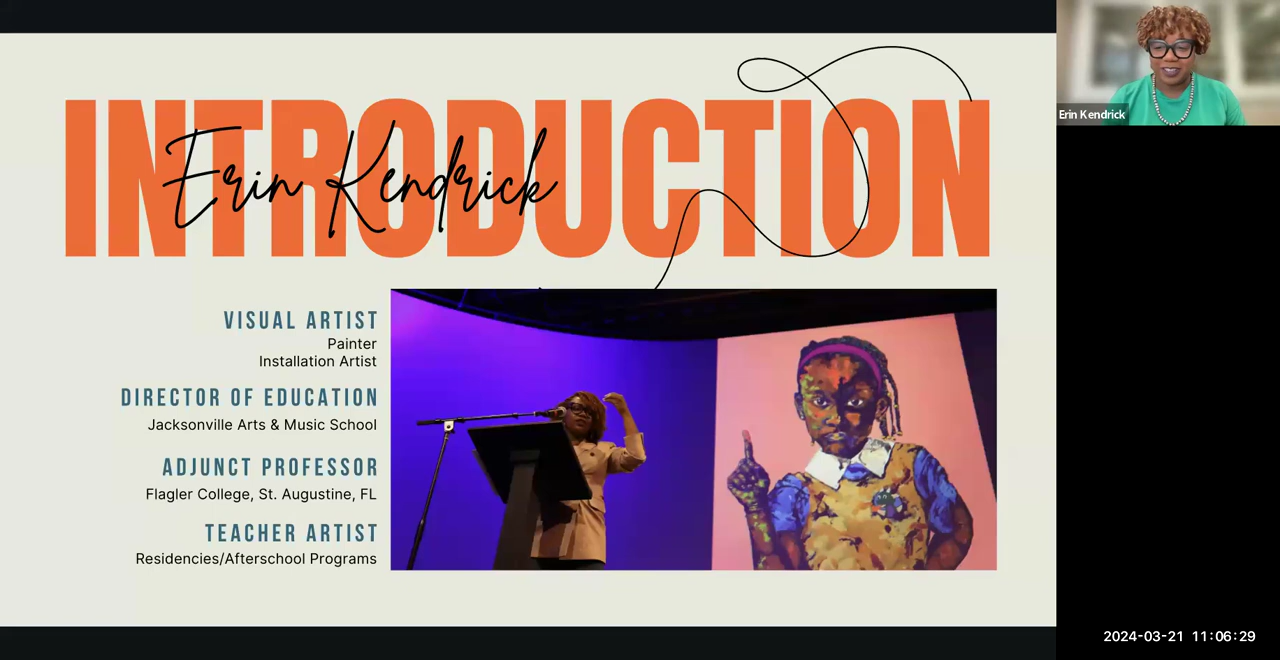 INTRODUCTION
Erin Kendrick
VISUAL ARTIST
Painter
Installation Artist
DIRECTOR OF EDUCATION
Jacksonville Arts & Music School
ADJUNCT PROFESSOR
Flagler College, St. Augustine, FL
TEACHER ARTIST
Residencies/Afterschool Programs
Erin Kendrick
2024-03-21 11:06:29